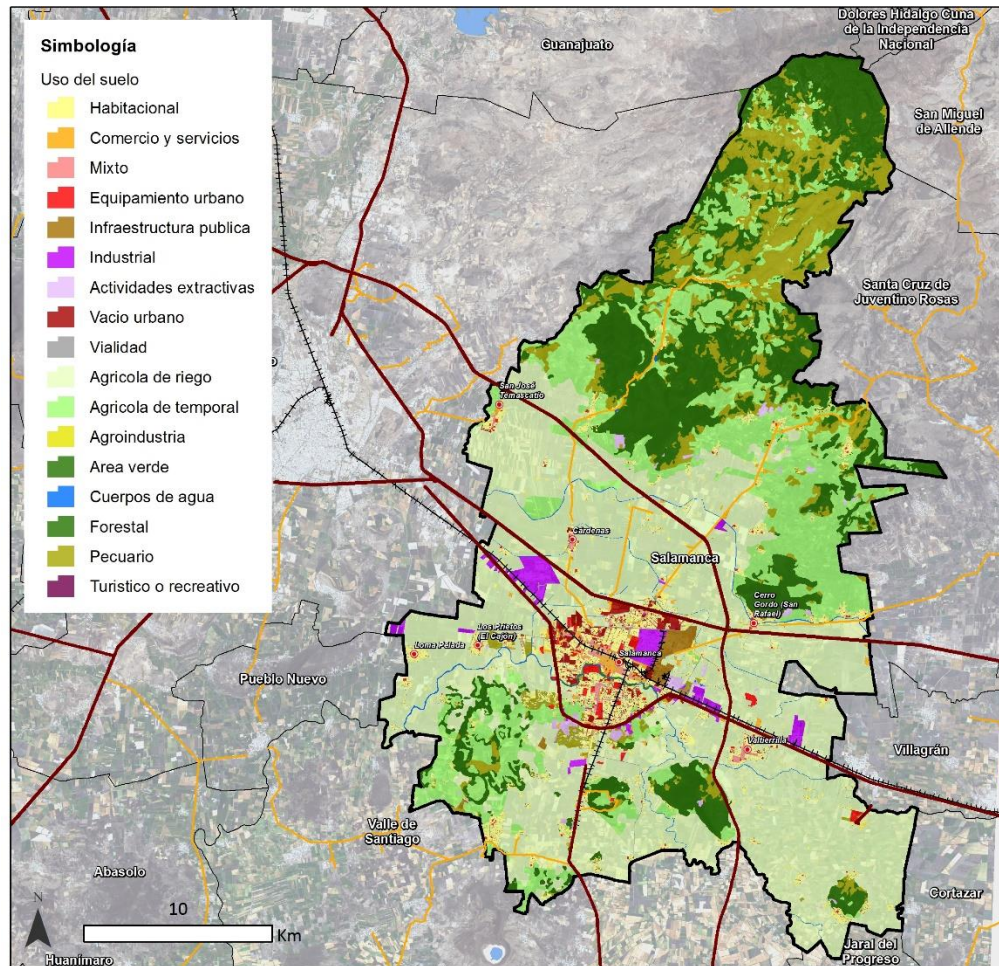 Simbología
Uso del suelo
Habitacional
Comercio y servicios
Mixto
Equipamiento urbano
Infraestructura publica
Industrial
Actividades extractivas
Vacio urbano
Vialidad
Agricola de riego
Agricola de temporal
Agroindustria
Area verde
Cuerpos de agua
Forestal
Pecuario
Turistico o recreativo
Dolores Hidalgo Cuna
de la Independencia
Nacional
Guanajuato
San Miguel
de Allende
Santa Cruz de
Juventino Rosas
San José
Temascatío
Cárdenas
Salamanca
Cerro
Gordo (San
Rafael)
Los Prietos
(El Cajón)
Loma Pelada
Salamanca
Pueblo Nuevo
Valtierrilla
Villagrán
Valle de
Santiago
Abasolo
Cortazar
N
10
Km
Jaral del
Progreso
Huanímaro